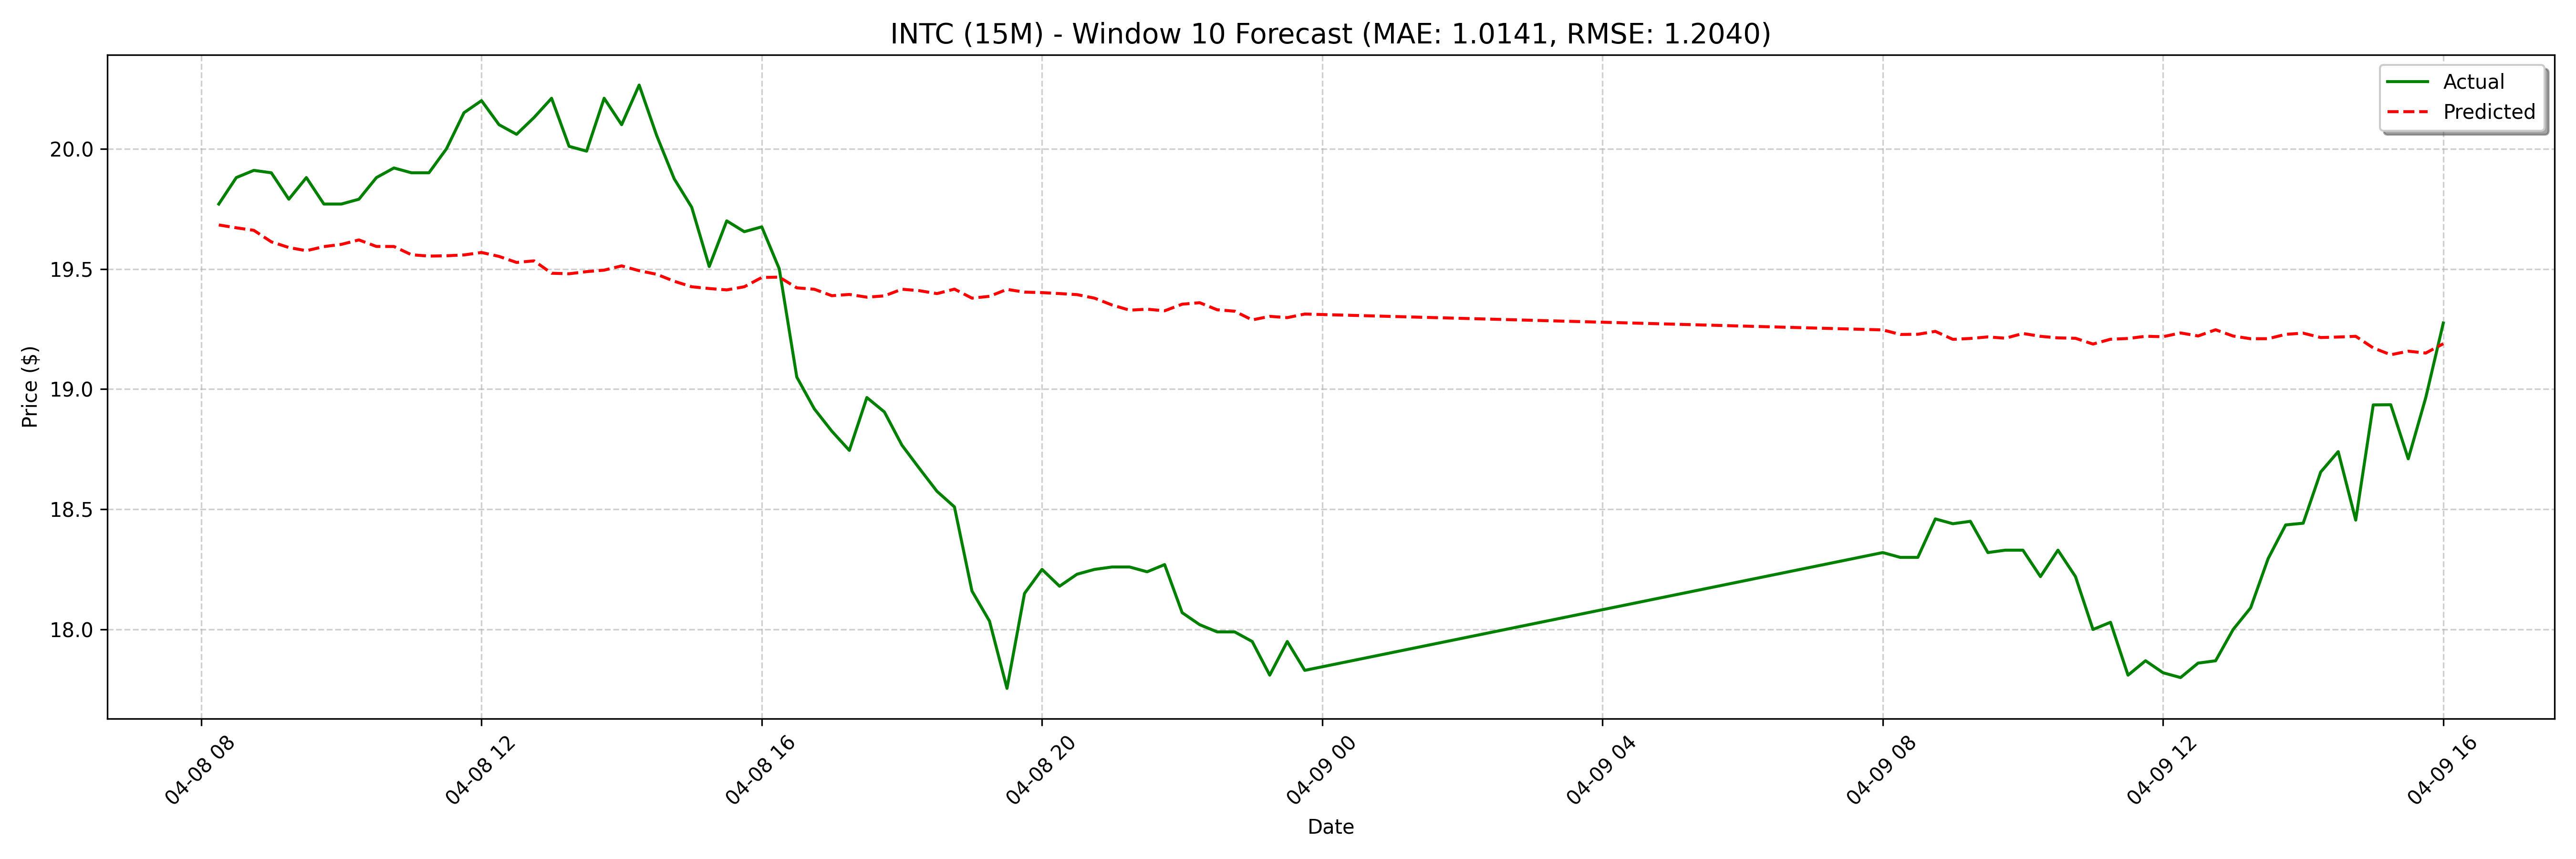 INTC (15M) - Window 10 Forecast (MAE: 1.0141, RMSE: 1.2040)
Actual
Predicted
Price ($)
20.0
19.5
19.0
18.5
18.0
04-08 08
04-08 12
04-08 16
04-08 20
04-09 00
04-09 04
04-09 08
04-09 12
04-09 16
Date